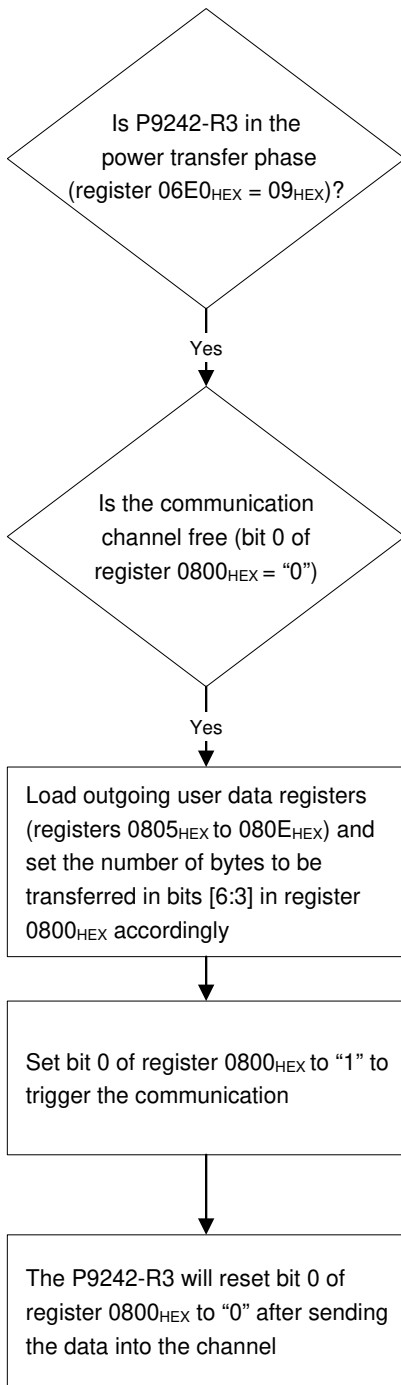 Is P9242-R3 in the
power transfer phase
(register 06E0HEX = 09HEX)?
Yes
Is the communication
channel free (bit 0 of
register 0800HEX = “0”)
Yes
Load outgoing user data registers
(registers 0805HEX to 080EHEX) and
set the number of bytes to be
transferred in bits [6:3] in register
0800HEX accordingly
Set bit 0 of register 0800HEX to “1” to
trigger the communication
The P9242-R3 will reset bit 0 of
register 0800HEX to “0” after sending
the data into the channel